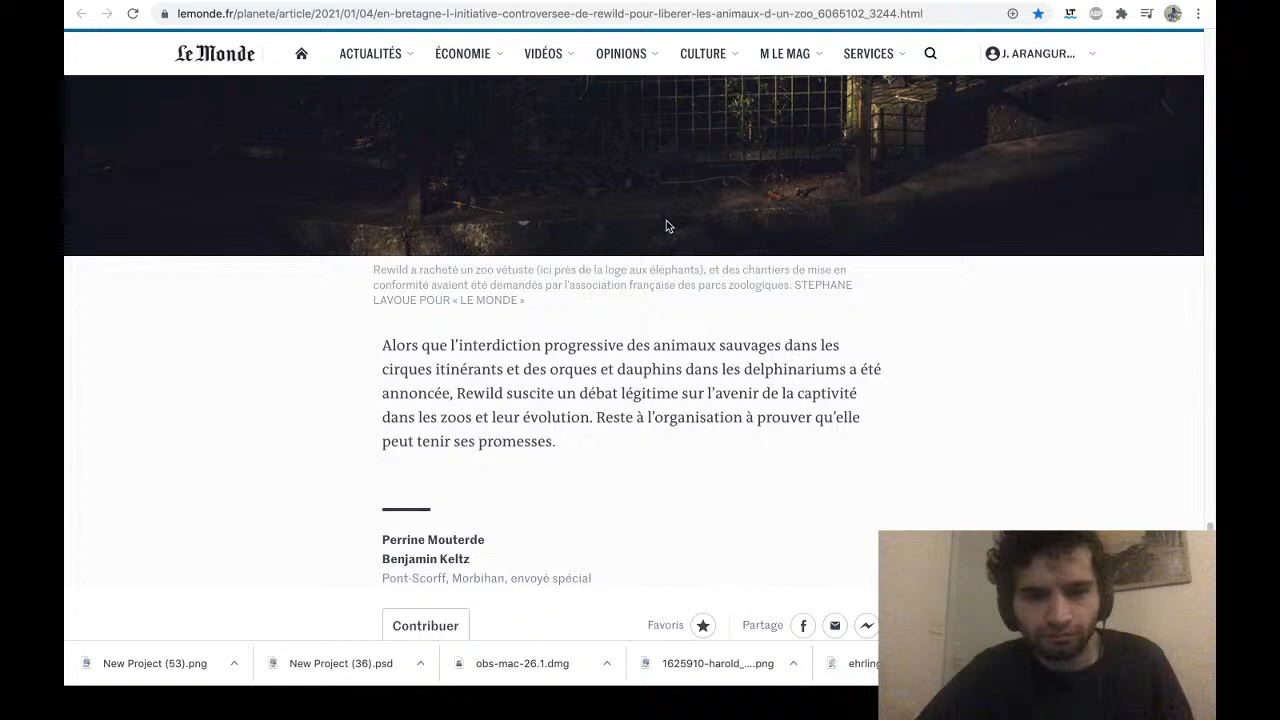 lemonde.fr/planete/article/2021/01/04/en-bretagne-l-initiative-controversee-de-rewild-pour-liberer-les-animaux-d-un-zoo_6065102_3244.html
LT
Le Monde
ACTUALITÉS
ÉCONOMIE
VIDÉOS
OPINIONS
CULTURE
M LE MAG
SERVICES
J. ARANGUR...
Rewild a racheté un zoo vétuste (ici près de la loge aux éléphants), et des chantiers de mise en
conformité avaient été demandés par l'association française des parcs zoologiques. STEPHANE
LAVOUE POUR « LE MONDE »
Alors que l'interdiction progressive des animaux sauvages dans les
cirques itinérants et des orques et dauphins dans les delphinariums a été
annoncée, Rewild suscite un débat légitime sur l'avenir de la captivité
dans les zoos et leur évolution. Reste à l'organisation à prouver qu'elle
peut tenir ses promesses.
Perrine Mouterde
Benjamin Keltz
Pont-Scorff, Morbihan, envoyé spécial
Contribuer
Favoris
Partage
New Project (53).png
New Project (36).psd
obs-mac-26.1.dmg
1625910-harold_....png
ehrling